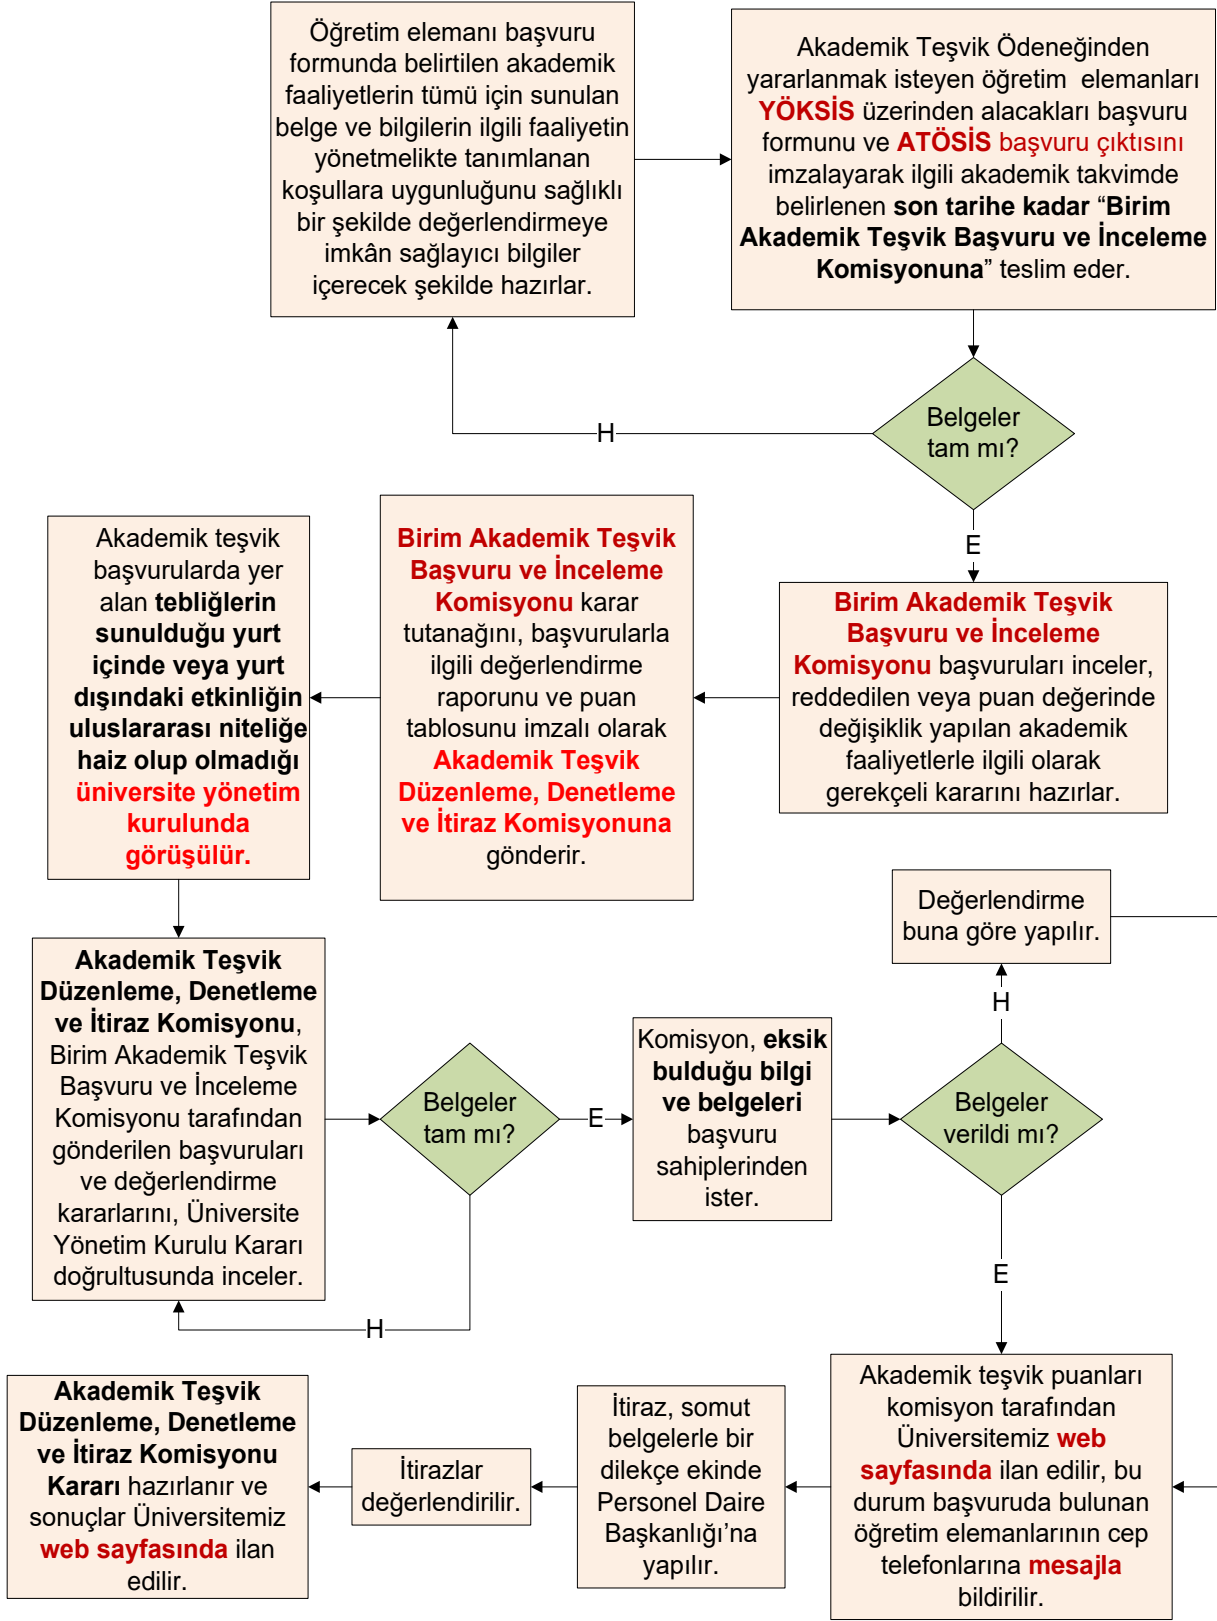 Öğretim elemanı başvuru
formunda belirtilen akademik
faaliyetlerin tümü için sunulan
belge ve bilgilerin ilgili faaliyetin
yönetmelikte tanımlanan
koşullara uygunluğunu sağlıklı
bir şekilde değerlendirmeye
imkân sağlayıcı bilgiler
içerecek şekilde hazırlar.
Akademik Teşvik Ödeneğinden
yararlanmak isteyen öğretim elemanları
YÖKSİS üzerinden alacakları başvuru
formunu ve ATÖSİS başvuru çıktısını
imzalayarak ilgili akademik takvimde
belirlenen son tarihe kadar “Birim
Akademik Teşvik Başvuru ve İnceleme
Komisyonuna” teslim eder.
Belgeler
tam mı?
H
E
Birim Akademik Teşvik
Başvuru ve İnceleme
Komisyonu başvuruları inceler,
reddedilen veya puan değerinde
değişiklik yapılan akademik
faaliyetlerle ilgili olarak
gerekçeli kararını hazırlar.
Birim Akademik Teşvik
Başvuru ve İnceleme
Komisyonu karar
tutanağını, başvurularla
ilgili değerlendirme
raporunu ve puan
tablosunu imzalı olarak
Akademik Teşvik
Düzenleme, Denetleme
ve İtiraz Komisyonuna
gönderir.
Akademik teşvik
başvurularda yer
alan tebliğlerin
sunulduğu yurt
içinde veya yurt
dışındaki etkinliğin
uluslararası niteliğe
haiz olup olmadığı
üniversite yönetim
kurulunda
görüşülür.
Akademik Teşvik
Düzenleme, Denetleme
ve İtiraz Komisyonu,
Birim Akademik Teşvik
Başvuru ve İnceleme
Komisyonu tarafından
gönderilen başvuruları
ve değerlendirme
kararlarını, Üniversite
Yönetim Kurulu Kararı
doğrultusunda inceler.
Belgeler
tam mı?
H
E
Komisyon, eksik
bulduğu bilgi
ve belgeleri
başvuru
sahiplerinden
ister.
Belgeler
verildi mı?
H
Değerlendirme
buna göre yapılır.
E
Akademik teşvik puanları
komisyon tarafından
Üniversitemiz web
sayfasında ilan edilir, bu
durum başvuruda bulunan
öğretim elemanlarının cep
telefonlarına mesajla
bildirilir.
İtiraz, somut
belgelerle bir
dilekçe ekinde
Personel Daire
Başkanlığı’na
yapılır.
İtirazlar
değerlendirilir.
Akademik Teşvik
Düzenleme, Denetleme
ve İtiraz Komisyonu
Kararı hazırlanır ve
sonuçlar Üniversitemiz
web sayfasında ilan
edilir.